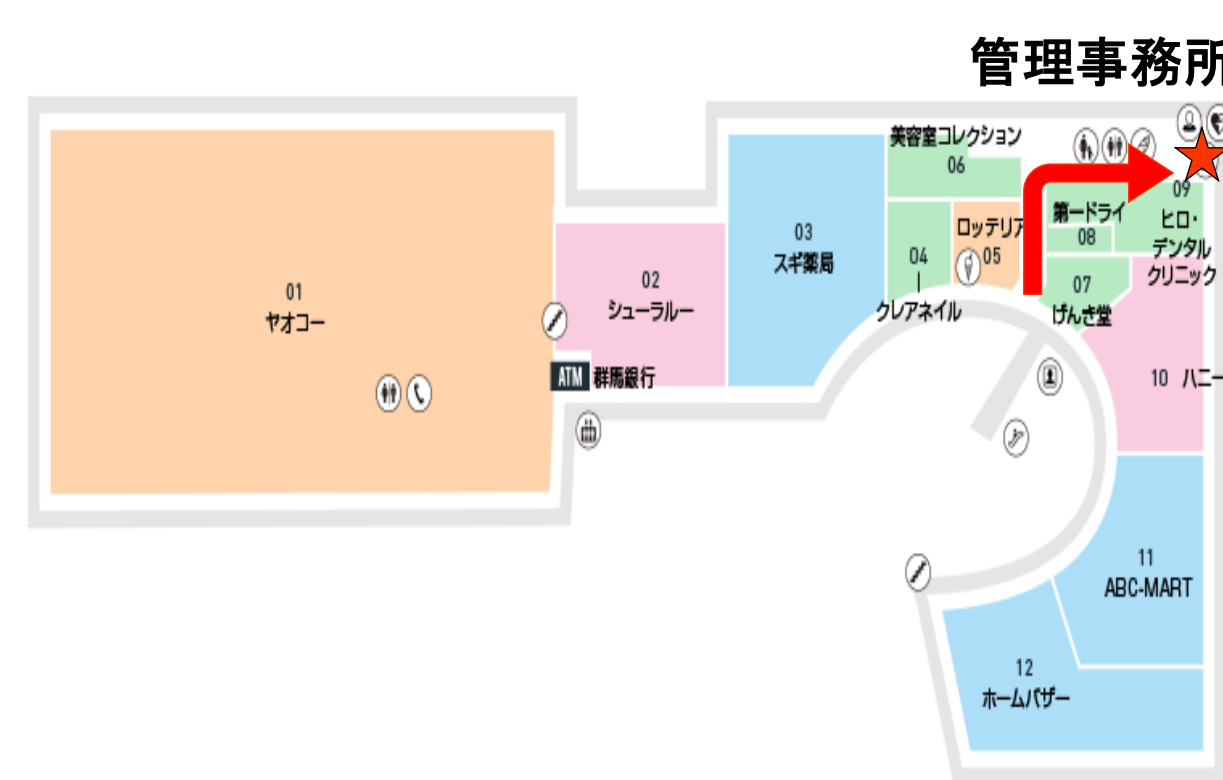 管理事務所
美容室コレクション
06
09
ヒロ・
デンタル
クリニック
第一ドライ
08
ロッテリア
05
03
スギ薬局
04
クレアネイル
07
げんき堂
02
シューラルー
01
ヤオコー
ATM 群馬銀行
10 ハニー
11
ABC-MART
12
ホームバザー